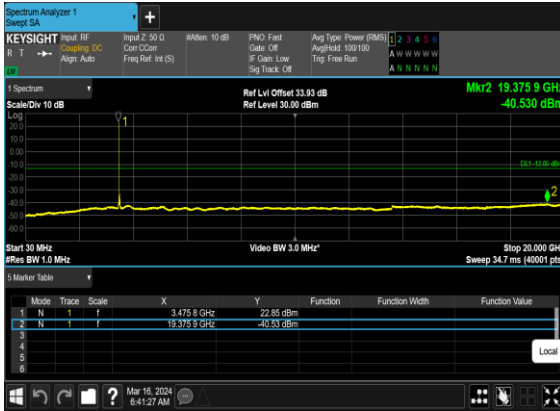 Spectrum Analyzer 1
Swept SA
+
KEYSIGHT Input: RF Input Z: 50 Ω #Atten: 10 dB PNO: Fast Avg Type: Power (RMS) 1 2 3 4 5 6
R T Coupling: DC Corr CCorr Gate: Off Avg|Hold: 100/100 A W W W W W
Align: Auto Freq Ref: Int (S) IF Gain: Low Trig: Free Run
Sig Track: Off A N N N N N
1 Spectrum Ref Lvl Offset 33.93 dB Mkr2 19.375 9 GHz
Scale/Div 10 dB Ref Level 30.00 dBm -40.530 dBm
Log
20.0
10.0
0.00
-10.0
-20.0
-30.0
-40.0
-50.0
-60.0
1
DL1 -13.00 dBm
2
Start 30 MHz Video BW 3.0 MHz* Stop 20.000 GH
#Res BW 1.0 MHz Sweep 34.7 ms (40001 pts
5 Marker Table
Mode Trace Scale X Y Function Function Width Function Value
1 N 1 f 3.475 8 GHz 22.85 dBm
2 N 1 f 19.375 9 GHz -40.53 dBm
3
4
5
6
Local
? Mar 16, 2024
6:41:27 AM